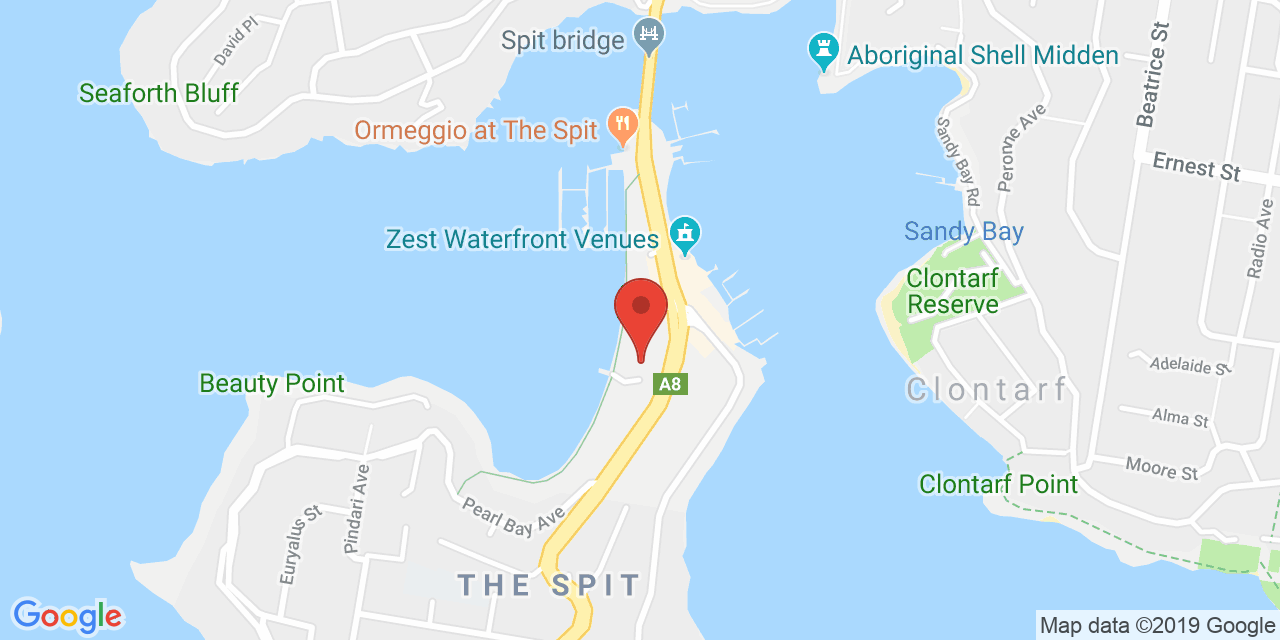 David Pl
Spit bridge
Aboriginal Shell Midden
Seaforth Bluff
Beatrice St
Ormeggio at The Spit
Sandy Bay Rd
Peronne Ave
Ernest St
Radio Ave
Zest Waterfront Venues
Sandy Bay
Clontarf
Reserve
Beauty Point
A8
Adelaide St
Clontarf
Alma St
Moore St
Clontarf Point
Pindari Ave
Euryalus St
Pearl Bay Ave
THE SPIT
Google
Map data ©2019 Google